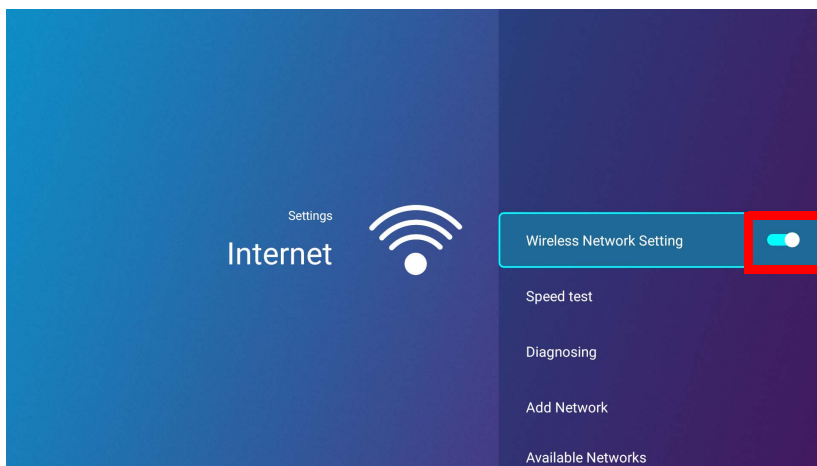 Settings
Internet
Wireless Network Setting
Speed test
Diagnosing
Add Network
Available Networks